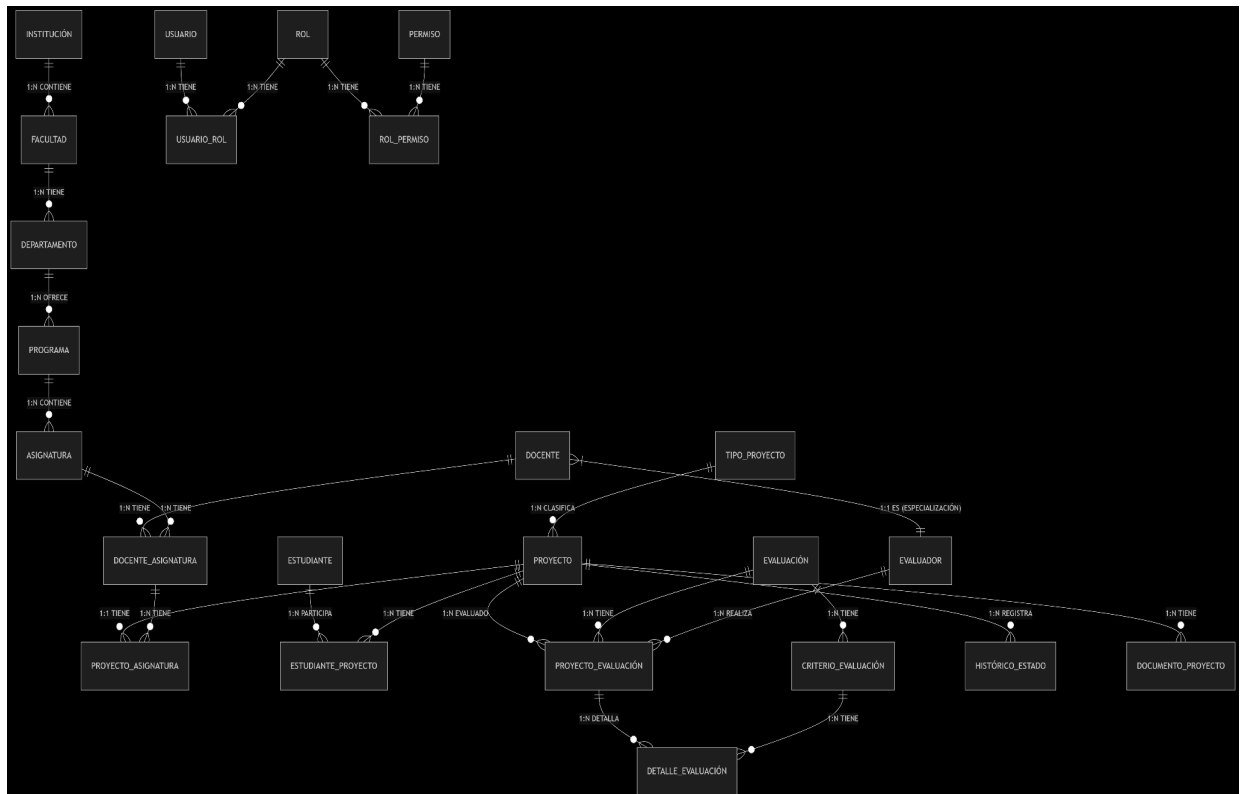 INSTITUCIÓN
USUARIO
ROL
PERMISO
1:N CONTIENE
1:N TIENE
1:N TIENE
1:N TIENE
1:N TIENE
FACULTAD
USUARIO_ROL
ROL_PERMISO
1:N TIENE
DEPARTAMENTO
1:N OFRECE
PROGRAMA
1:N CONTIENE
ASIGNATURA
DOCENTE
TIPO_PROYECTO
1:N TIENE
1:N TIENE
1:N CLASIFICA
1:1 ES (ESPECIALIZACIÓN)
DOCENTE_ASIGNATURA
ESTUDIANTE
PROYECTO
EVALUACIÓN
EVALUADOR
1:1 TIENE
1:N TIENE
1:N PARTICIPA
1:N TIENE
1:N EVALUADO
1:N TIENE
1:N REALIZA
1:N TIENE
1:N REGISTRA
1:N TIENE
PROYECTO_ASIGNATURA
ESTUDIANTE_PROYECTO
PROYECTO_EVALUACIÓN
CRITERIO_EVALUACIÓN
HISTÓRICO_ESTADO
DOCUMENTO_PROYECTO
1:N DETALLA
1:N TIENE
DETALLE_EVALUACIÓN